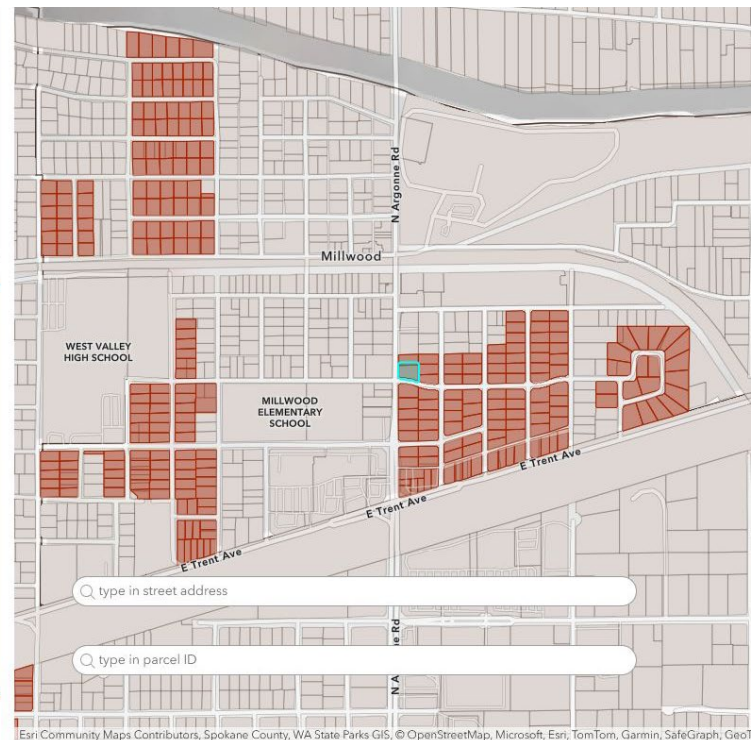 N Argonne Rd
Millwood
WEST VALLEY
HIGH SCHOOL
MILLWOOD
ELEMENTARY
SCHOOL
E Trent Ave
E Trent Ave
E Trent Ave
type in street address
type in parcel ID
N A
e Rd
Esri Community Maps Contributors, Spokane County, WA State Parks GIS, © OpenStreetMap, Microsoft, Esri, TomTom, Garmin, SafeGraph, GeoT